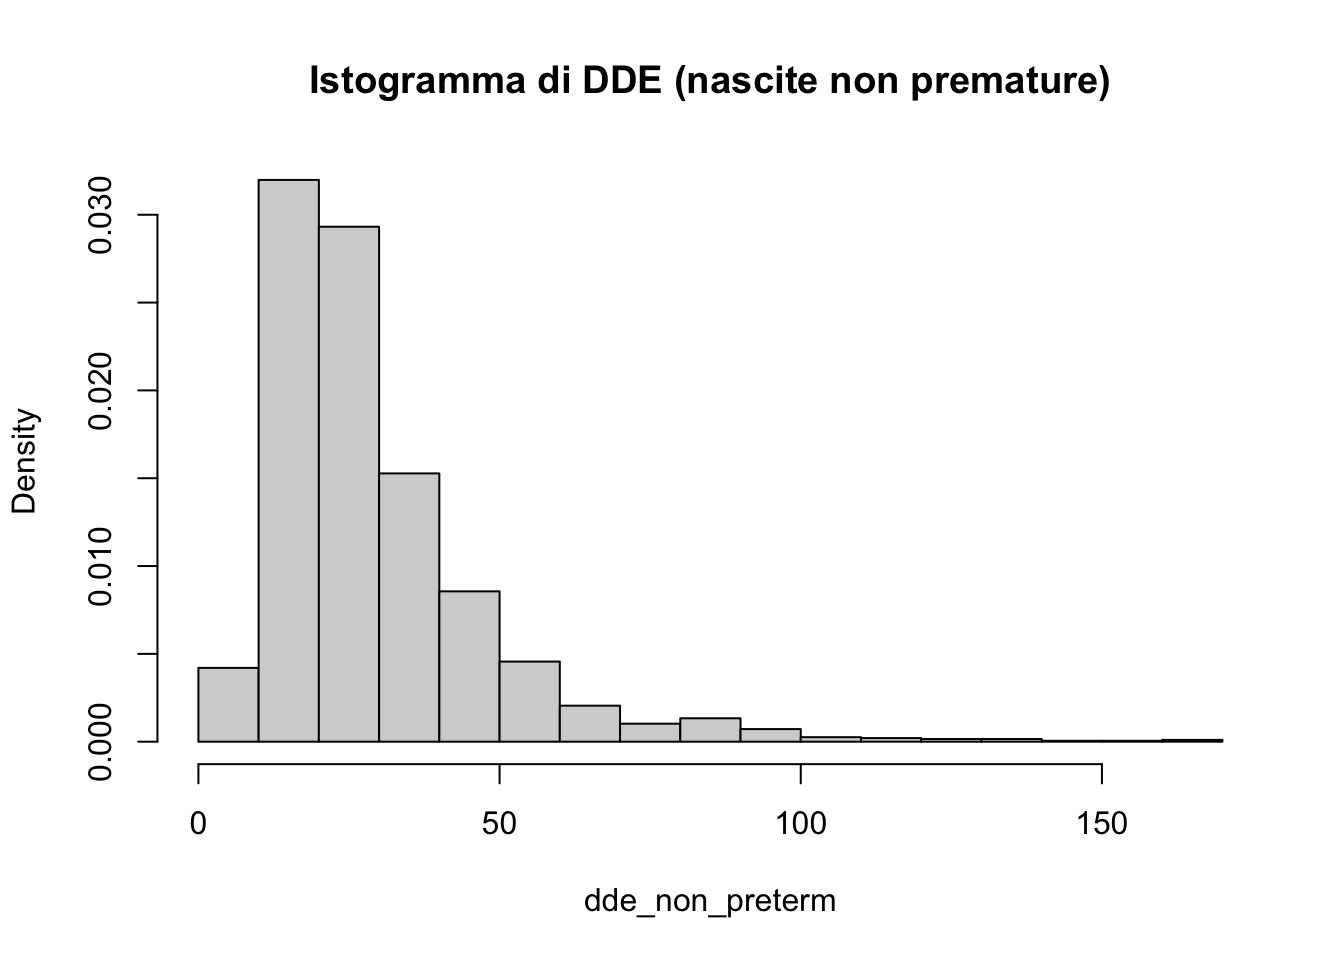 Istogramma di DDE (nascite non premature)
Density
0.030
0.020
0.010
0.000
0 50 100 150
dde_non_preterm